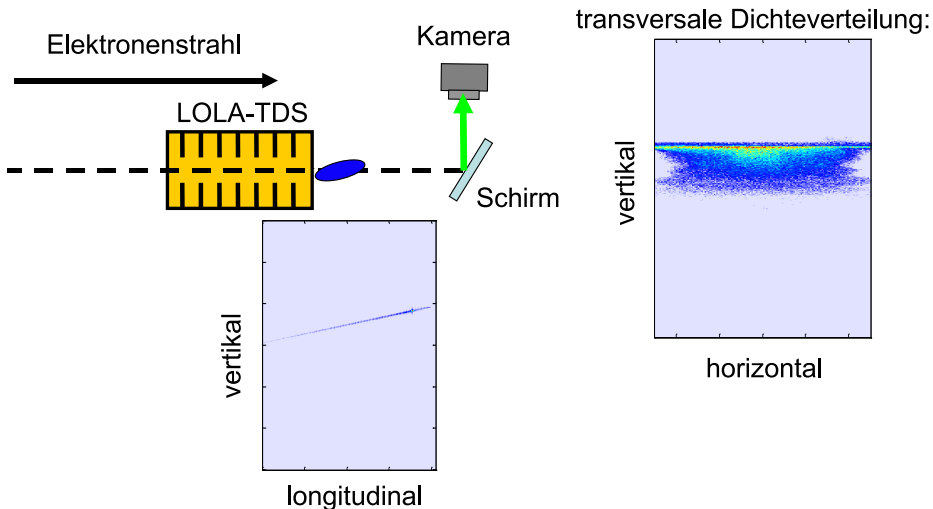 transversale Dichteverteilung:
Elektronenstrahl
Kamera
LOLA-TDS
Schirm
vertikal
horizontal
vertikal
longitudinal